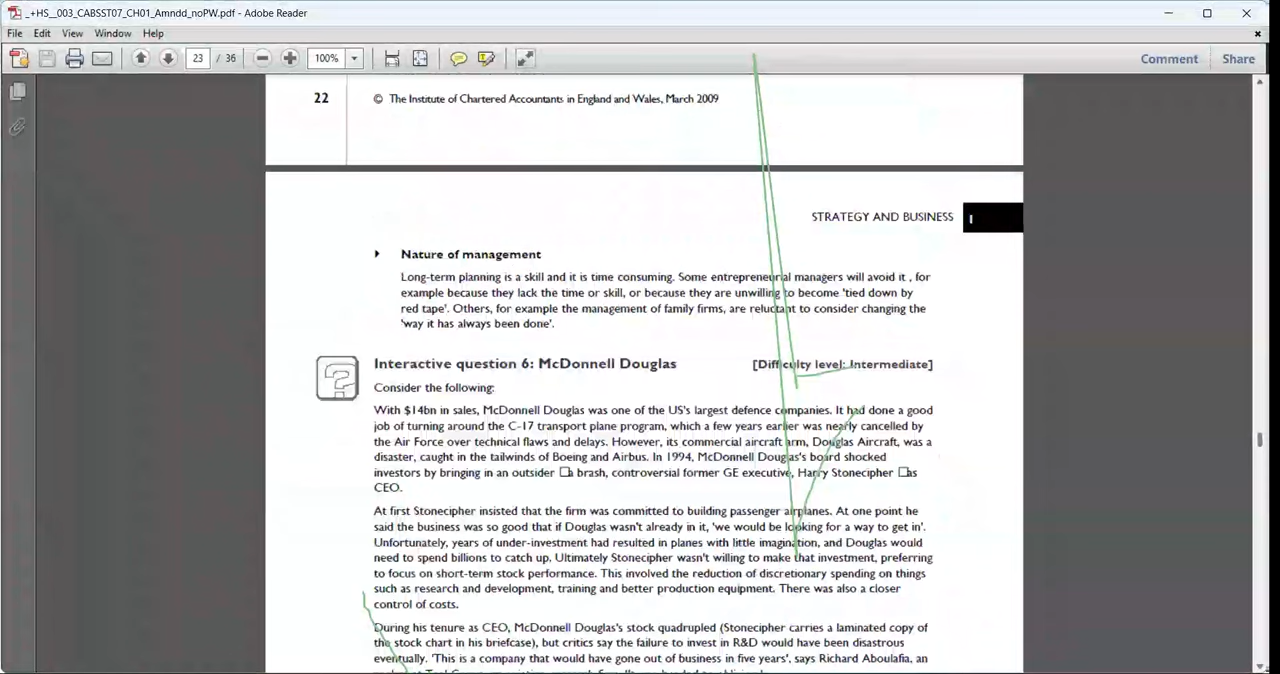 _+HS__003_CABSST07_CH01_Amndd_noPW.pdf - Adobe Reader
File Edit View Window Help
23 / 36 100% Comment Share
22 © The Institute of Chartered Accountants in England and Wales, March 2009
STRATEGY AND BUSINESS 1
Nature of management
Long-term planning is a skill and it is time consuming. Some entrepreneurial managers will avoid it , for
example because they lack the time or skill, or because they are unwilling to become 'tied down by
red tape'. Others, for example the management of family firms, are reluctant to consider changing the
'way it has always been done'.
Interactive question 6: McDonnell Douglas [Difficulty level: Intermediate]
Consider the following:
With $14bn in sales, McDonnell Douglas was one of the US's largest defence companies. It had done a good
job of turning around the C-17 transport plane program, which a few years earlier was nearly cancelled by
the Air Force over technical flaws and delays. However, its commercial aircraft arm, Douglas Aircraft, was a
disaster, caught in the tailwinds of Boeing and Airbus. In 1994, McDonnell Douglas's board shocked
investors by bringing in an outsider a brash, controversial former GE executive, Harry Stonecipher as
CEO.
At first Stonecipher insisted that the firm was committed to building passenger airplanes. At one point he
said the business was so good that if Douglas wasn't already in it, 'we would be looking for a way to get in'.
Unfortunately, years of under-investment had resulted in planes with little imagination, and Douglas would
need to spend billions to catch up. Ultimately Stonecipher wasn't willing to make that investment, preferring
to focus on short-term stock performance. This involved the reduction of discretionary spending on things
such as research and development, training and better production equipment. There was also a closer
control of costs.
During his tenure as CEO, McDonnell Douglas's stock quadrupled (Stonecipher carries a laminated copy of
the stock chart in his briefcase), but critics say the failure to invest in R&D would have been disastrous
eventually. 'This is a company that would have gone out of business in five years', says Richard Aboulafia, an